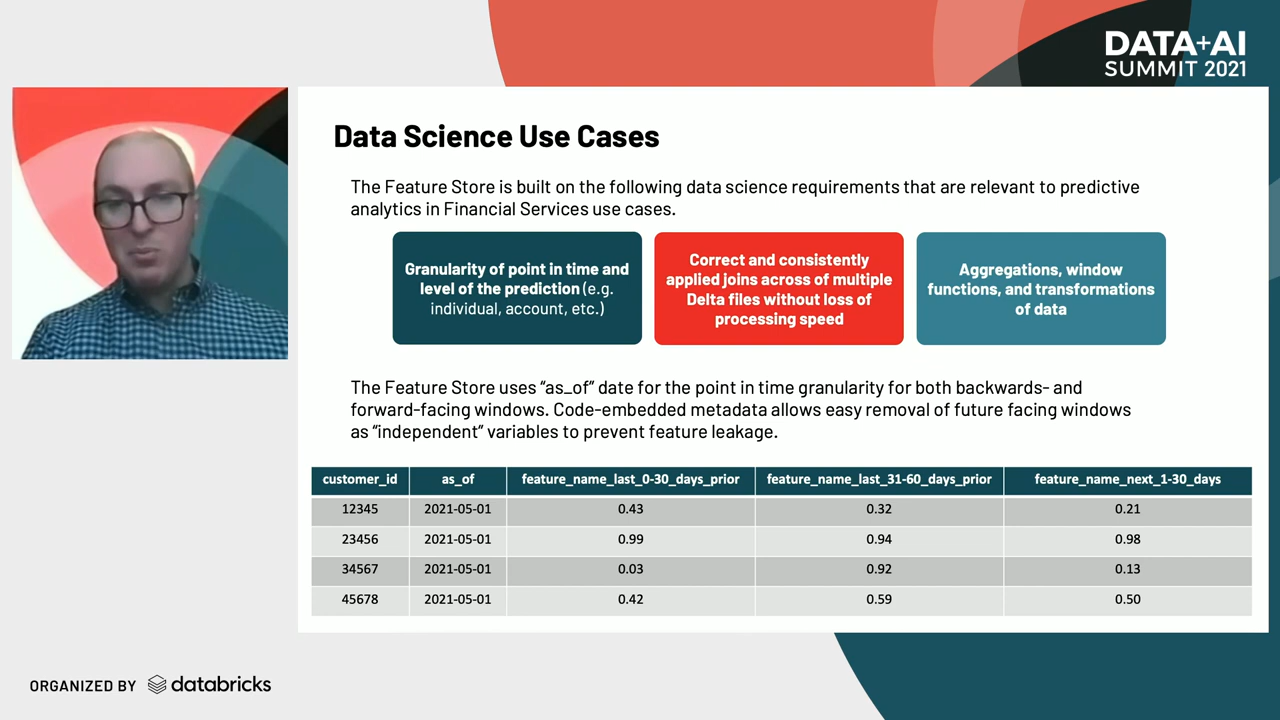 DATA+AI
SUMMIT 2021
Data Science Use Cases
The Feature Store is built on the following data science requirements that are relevant to predictive
analytics in Financial Services use cases.
Granularity of point in time and
level of the prediction (e.g.
individual, account, etc.)
Correct and consistently
applied joins across of multiple
Delta files without loss of
processing speed
Aggregations, window
functions, and transformations
of data
The Feature Store uses “as_of” date for the point in time granularity for both backwards- and
forward-facing windows. Code-embedded metadata allows easy removal of future facing windows
as “independent” variables to prevent feature leakage.
customer_id as_of feature_name_last_0-30_days_prior feature_name_last_31-60_days_prior feature_name_next_1-30_days
12345 2021-05-01 0.43 0.32 0.21
23456 2021-05-01 0.99 0.94 0.98
34567 2021-05-01 0.03 0.92 0.13
45678 2021-05-01 0.42 0.59 0.50
ORGANIZED BY databricks